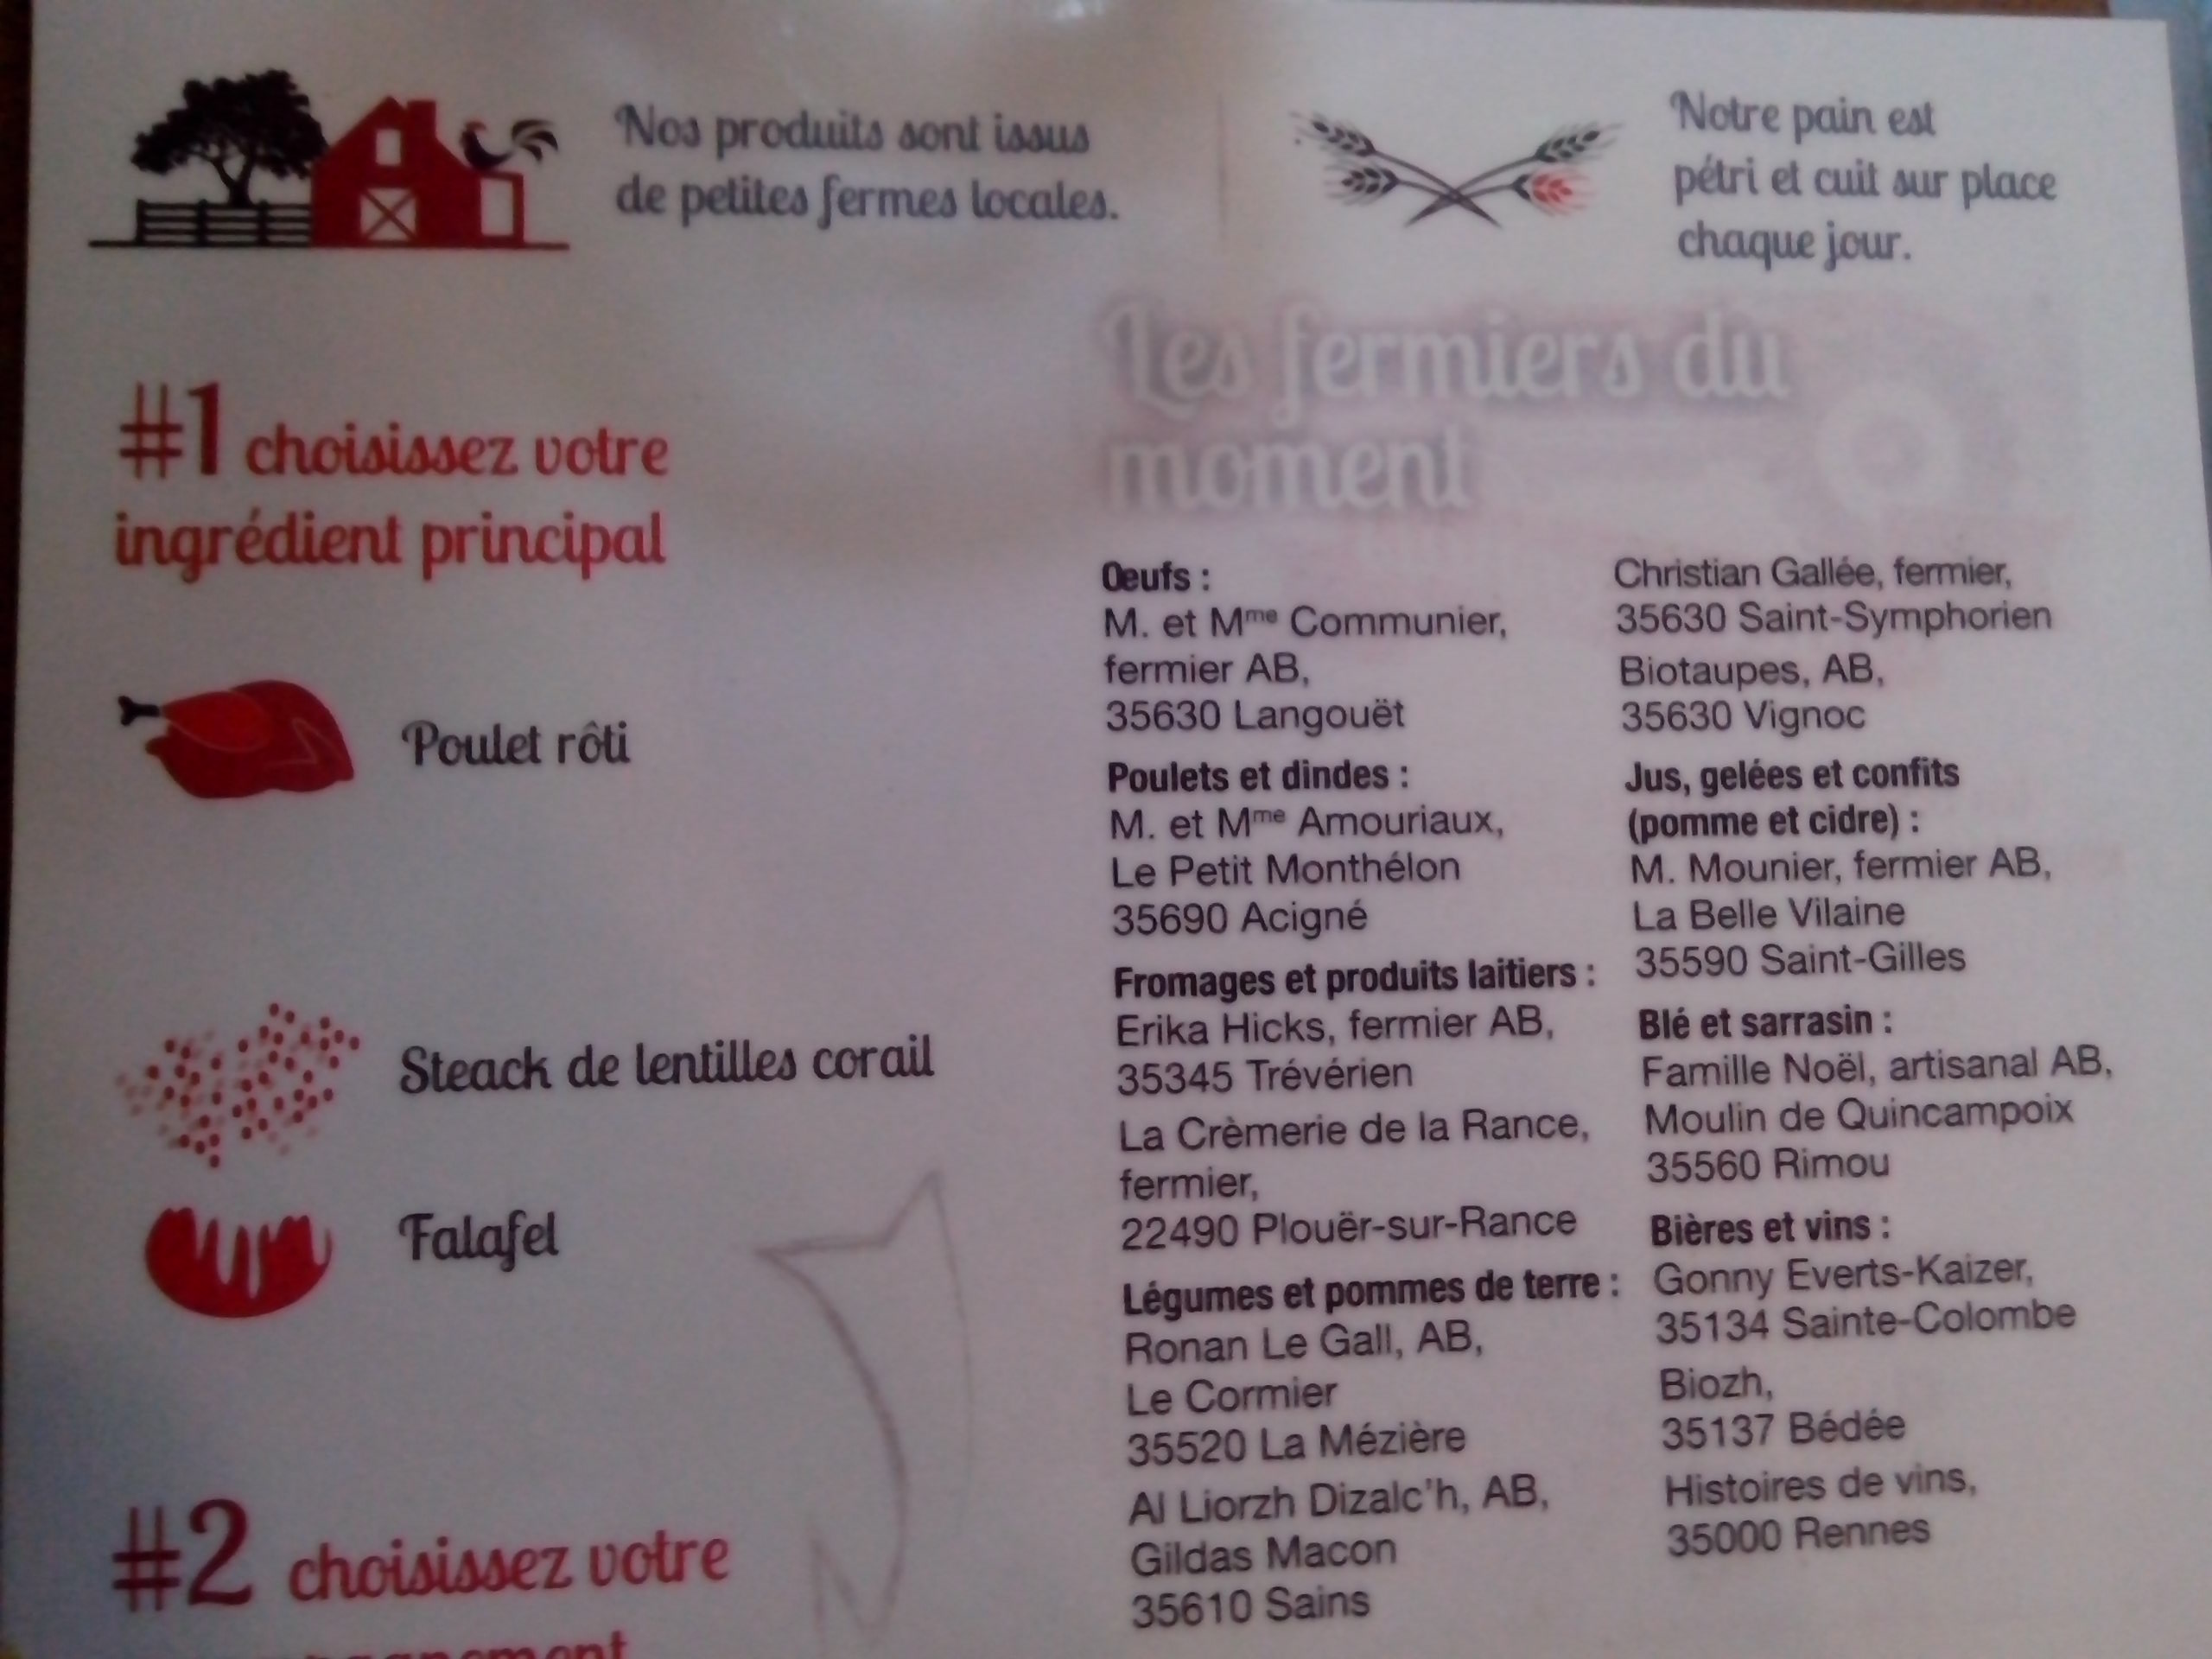 Nos produits sont issus
de petites fermes locales.
Notre pain est
pétri et cuit sur place
chaque jour.
#1 choisissez votre
ingrédient principal
Poulet rôti
Steack de lentilles corail
Falafel
#2 choisissez votre
Les fermiers du
moment
Œufs :
M. et Mme Communier,
fermier AB,
35630 Langouët
Poulets et dindes :
M. et Mme Amouriaux,
Le Petit Monthélon
35690 Acigné
Fromages et produits laitiers :
Erika Hicks, fermier AB,
35345 Trévérien
La Crèmerie de la Rance,
fermier,
22490 Plouër-sur-Rance
Légumes et pommes de terre :
Ronan Le Gall, AB,
Le Cormier
35520 La Mézière
Al Liorzh Dizalc'h, AB,
Gildas Macon
35610 Sains
Christian Gallée, fermier,
35630 Saint-Symphorien
Biotaupes, AB,
35630 Vignoc
Jus, gelées et confits
(pomme et cidre) :
M. Mounier, fermier AB,
La Belle Vilaine
35590 Saint-Gilles
Blé et sarrasin :
Famille Noël, artisanal AB,
Moulin de Quincampoix
35560 Rimou
Bières et vins :
Gonny Everts-Kaizer,
35134 Sainte-Colombe
Biozh,
35137 Bédée
Histoires de vins,
35000 Rennes